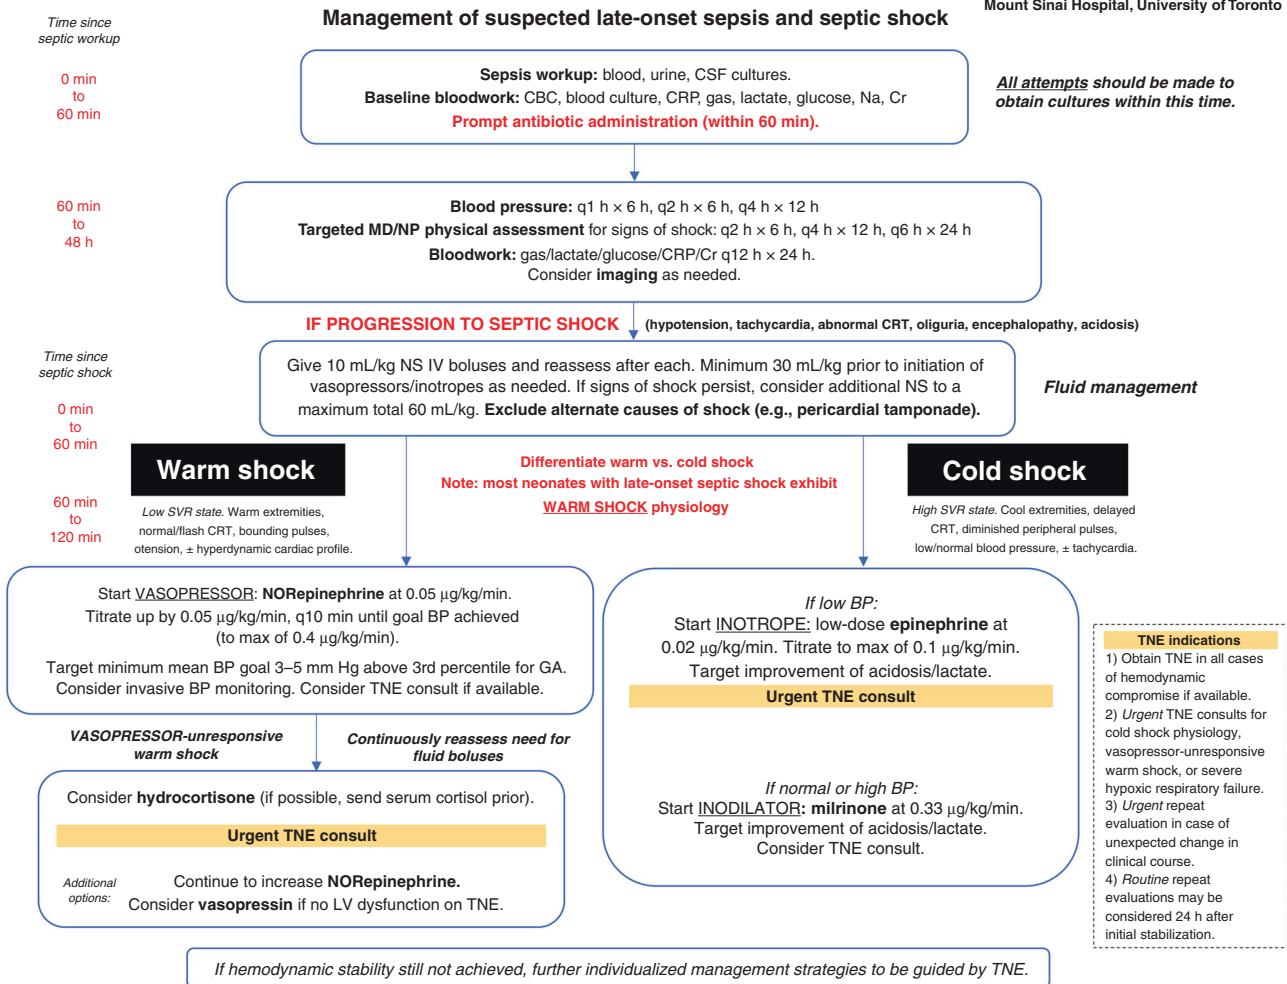 Mount Sinai Hospital, University of Toronto
Management of suspected late-onset sepsis and septic shock
Time since
septic workup
0 min
to
60 min
Sepsis workup: blood, urine, CSF cultures.
Baseline bloodwork: CBC, blood culture, CRP, gas, lactate, glucose, Na, Cr
Prompt antibiotic administration (within 60 min).
All attempts should be made to
obtain cultures within this time.
60 min
to
48 h
Blood pressure: q1 h × 6 h, q2 h × 6 h, q4 h × 12 h
Targeted MD/NP physical assessment for signs of shock: q2 h × 6 h, q4 h × 12 h, q6 h × 24 h
Bloodwork: gas/lactate/glucose/CRP/Cr q12 h × 24 h.
Consider imaging as needed.
IF PROGRESSION TO SEPTIC SHOCK (hypotension, tachycardia, abnormal CRT, oliguria, encephalopathy, acidosis)
Time since
septic shock
0 min
to
60 min
Give 10 mL/kg NS IV boluses and reassess after each. Minimum 30 mL/kg prior to initiation of
vasopressors/inotropes as needed. If signs of shock persist, consider additional NS to a
maximum total 60 mL/kg. Exclude alternate causes of shock (e.g., pericardial tamponade).
Fluid management
Warm shock
Differentiate warm vs. cold shock
Note: most neonates with late-onset septic shock exhibit
WARM SHOCK physiology
Cold shock
60 min
to
120 min
Low SVR state. Warm extremities,
normal/flash CRT, bounding pulses,
otension, ± hyperdynamic cardiac profile.
High SVR state. Cool extremities, delayed
CRT, diminished peripheral pulses,
low/normal blood pressure, ± tachycardia.
Start VASOPRESSOR: NORepinephrine at 0.05 μg/kg/min.
Titrate up by 0.05 μg/kg/min, q10 min until goal BP achieved
(to max of 0.4 μg/kg/min).
Target minimum mean BP goal 3–5 mm Hg above 3rd percentile for GA.
Consider invasive BP monitoring. Consider TNE consult if available.
VASOPRESSOR-unresponsive
warm shock
Continuously reassess need for
fluid boluses
Consider hydrocortisone (if possible, send serum cortisol prior).
Urgent TNE consult
Additional
options:
Continue to increase NORepinephrine.
Consider vasopressin if no LV dysfunction on TNE.
If low BP:
Start INOTROPE: low-dose epinephrine at
0.02 μg/kg/min. Titrate to max of 0.1 μg/kg/min.
Target improvement of acidosis/lactate.
Urgent TNE consult
If normal or high BP:
Start INODILATOR: milrinone at 0.33 μg/kg/min.
Target improvement of acidosis/lactate.
Consider TNE consult.
TNE indications
1) Obtain TNE in all cases
of hemodynamic
compromise if available.
2) Urgent TNE consults for
cold shock physiology,
vasopressor-unresponsive
warm shock, or severe
hypoxic respiratory failure.
3) Urgent repeat
evaluation in case of
unexpected change in
clinical course.
4) Routine repeat
evaluations may be
considered 24 h after
initial stabilization.
If hemodynamic stability still not achieved, further individualized management strategies to be guided by TNE.